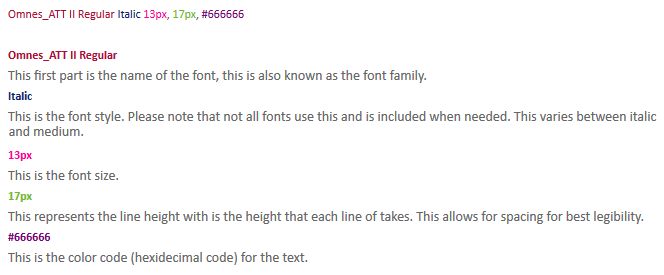 Omnes_ATT II Regular Italic 13px, 17px, #666666
Omnes_ATT II Regular
This first part is the name of the font, this is also known as the font family.
Italic
This is the font style. Please note that not all fonts use this and is included when needed. This varies between italic
and medium.
13px
This is the font size.
17px
This represents the line height with is the height that each line of takes. This allows for spacing for best legibility.
#666666
This is the color code (hexidecimal code) for the text.